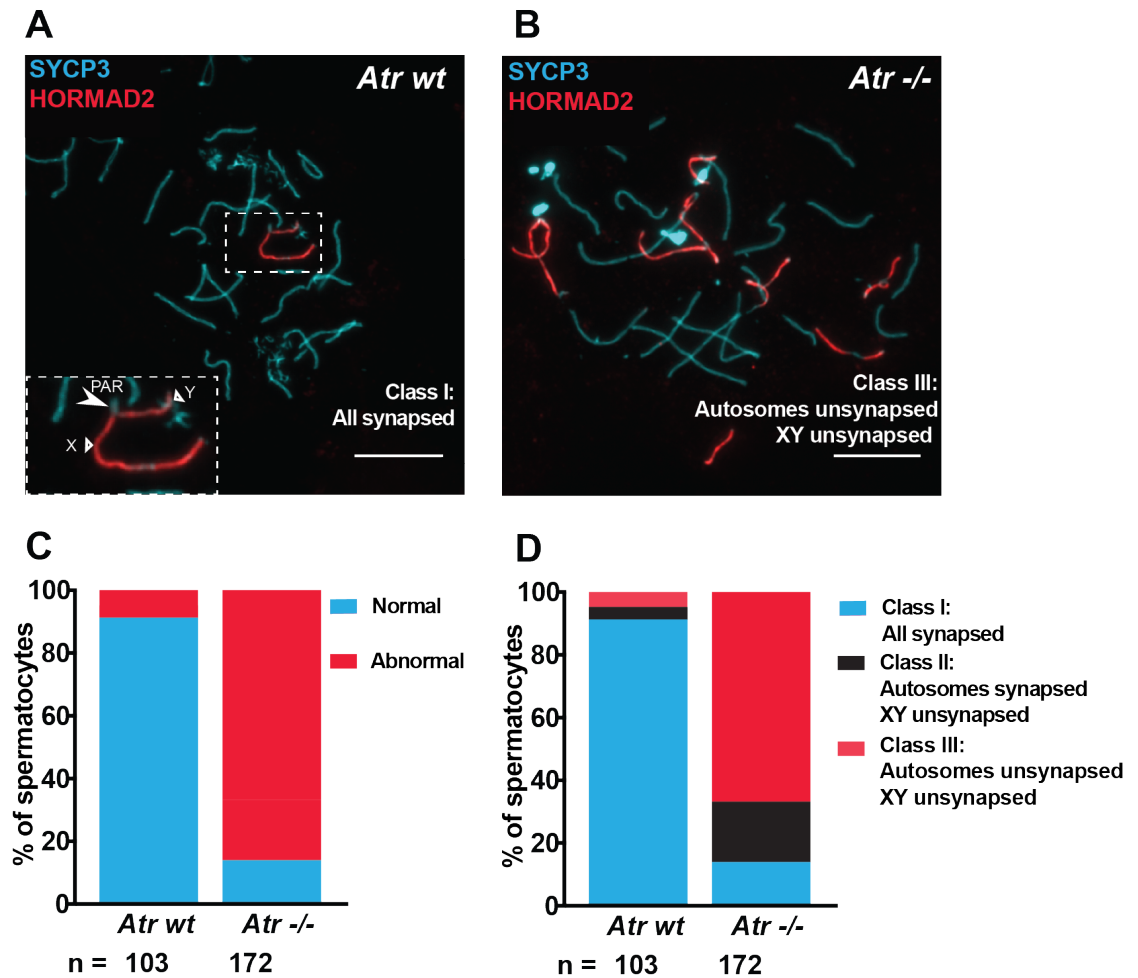 A
SYCP3
HORMAD2
Atr wt
PAR
Y
X
Class I:
All synapsed
B
SYCP3
HORMAD2
Atr -/-
Class III:
Autosomes unsynapsed
XY unsynapsed
C
% of spermatocytes
100
80
60
40
20
0
Atr wt
Atr -/-
n = 103 172
Normal
Abnormal
D
% of spermatocytes
100
80
60
40
20
0
Atr wt
Atr -/-
n = 103 172
Class I:
All synapsed
Class II:
Autosomes synapsed
XY unsynapsed
Class III:
Autosomes unsynapsed
XY unsynapsed